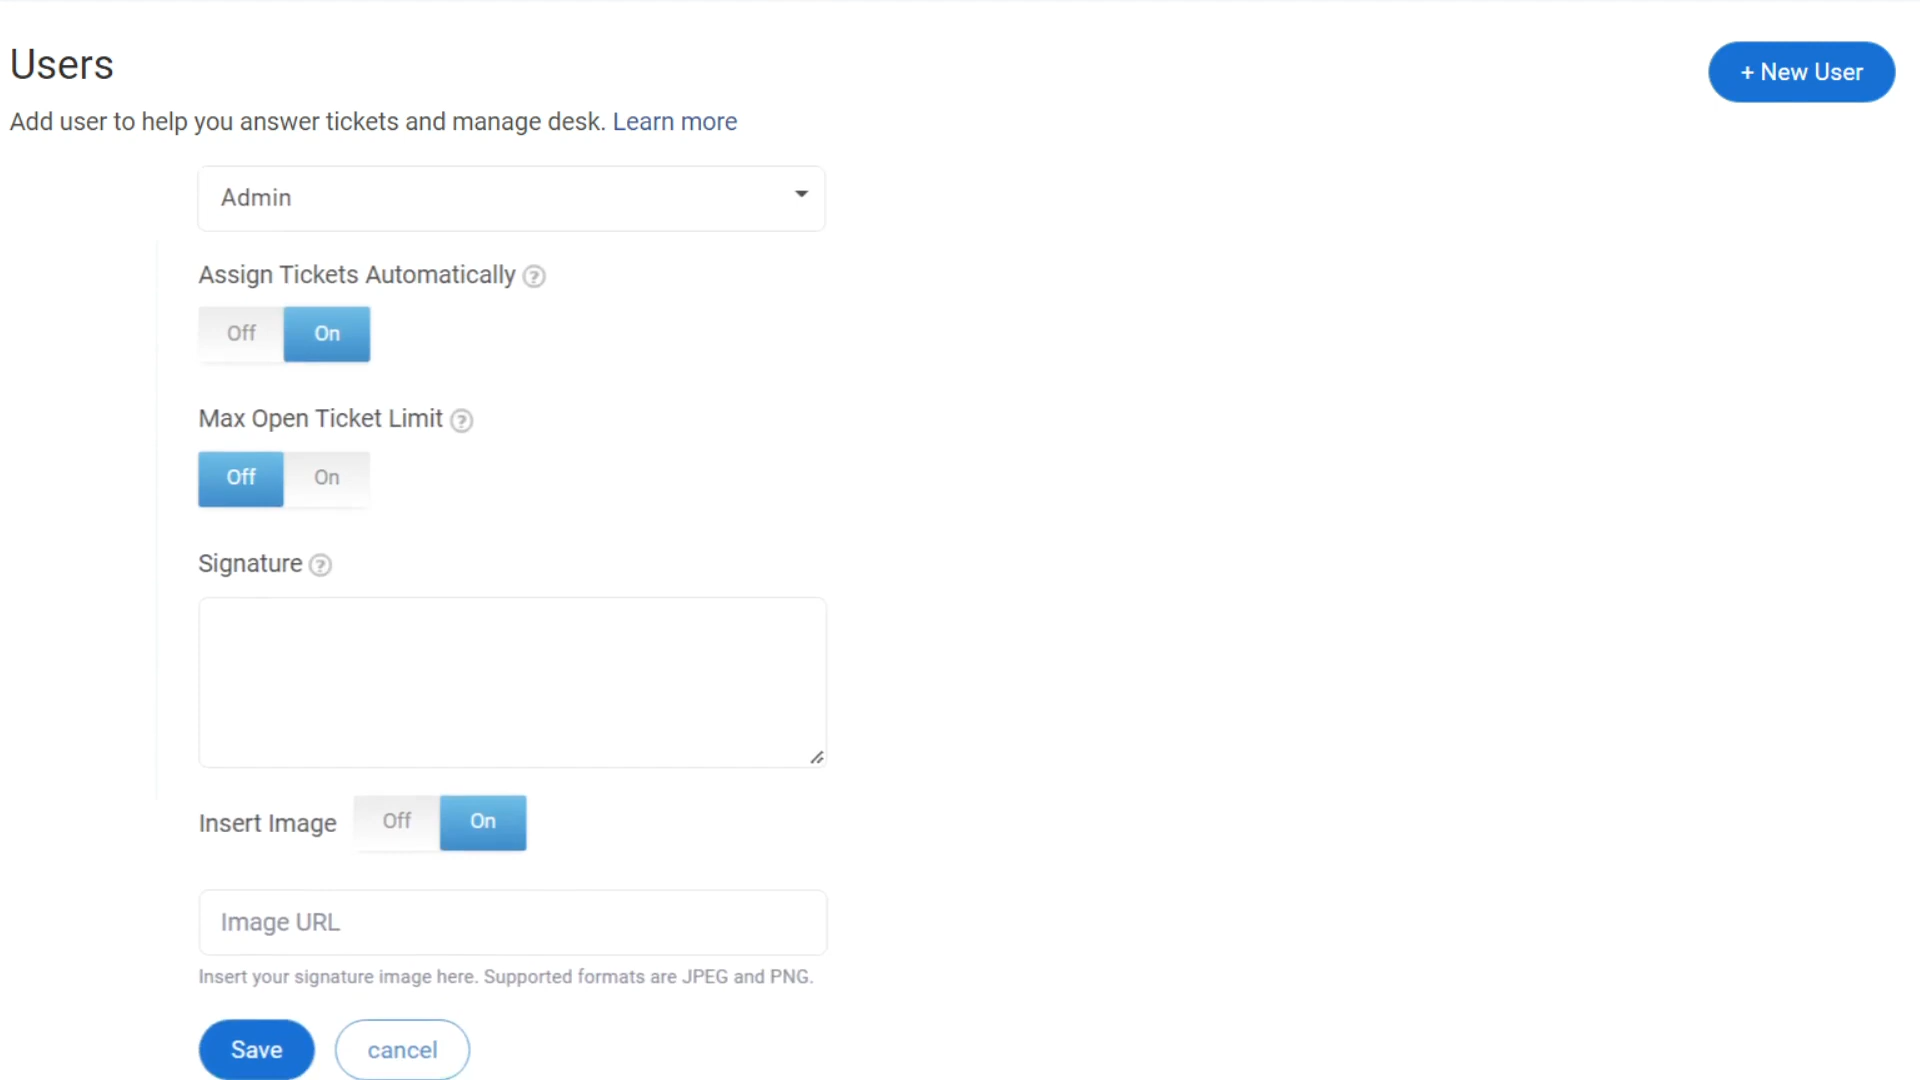 Users
+ New User
Add user to help you answer tickets and manage desk. Learn more
Admin
Assign Tickets Automatically ?
Off On
Max Open Ticket Limit ?
Off On
Signature ?
Insert Image Off On
Image URL
Insert your signature image here. Supported formats are JPEG and PNG.
Save cancel